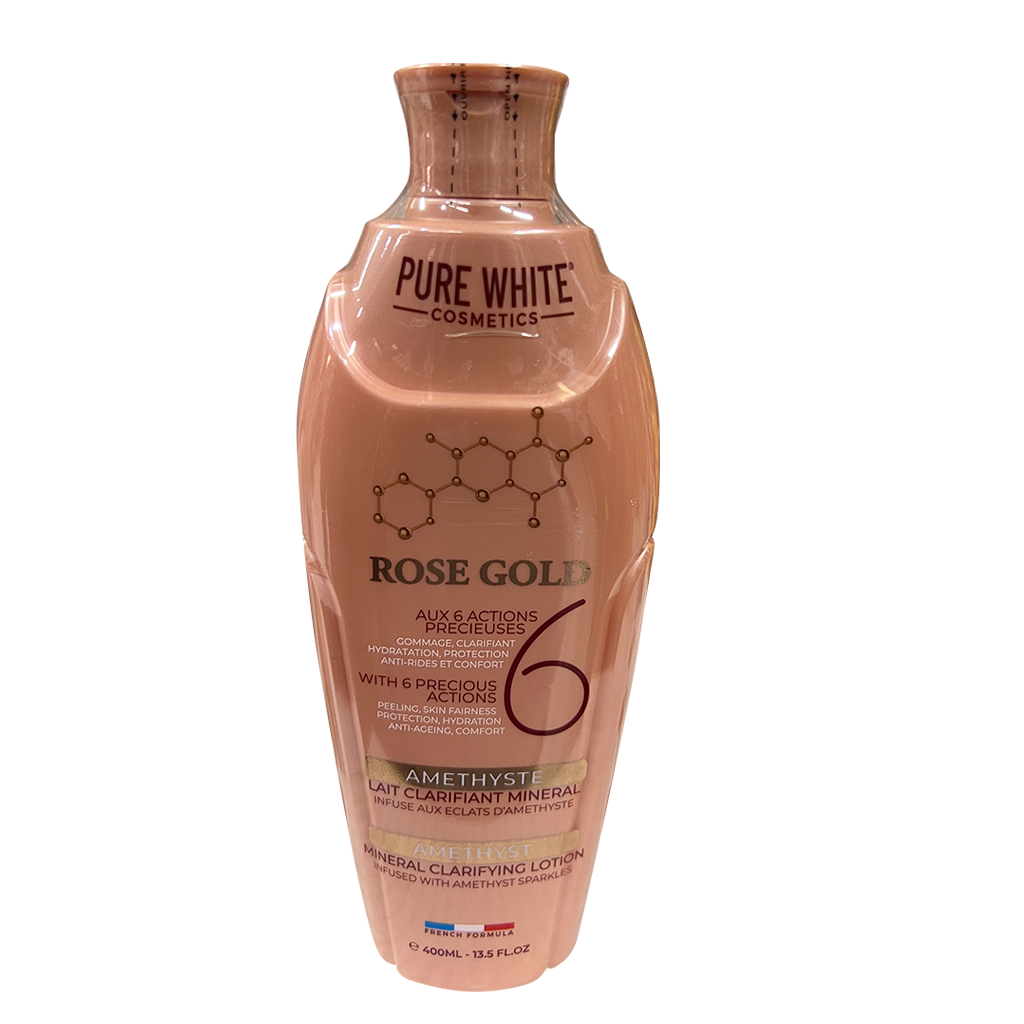 OUVRIR
OPEN
PURE WHITE®
COSMETICS
ROSE GOLD
AUX 6 ACTIONS
PRECIEUSES
GOMMAGE, CLARIFIANT
HYDRATATION, PROTECTION
ANTI-RIDES ET CONFORT
6
WITH 6 PRECIOUS
ACTIONS
PEELING, SKIN FAIRNESS
PROTECTION, HYDRATION
ANTI-AGEING, COMFORT
AMETHYSTE
LAIT CLARIFIANT MINERAL
INFUSE AUX ECLATS D'AMETHYSTE
AMETHYST
MINERAL CLARIFYING LOTION
INFUSED WITH AMETHYST SPARKLES
FRENCH FORMULA
℮ 400ML - 13.5 FL.OZ